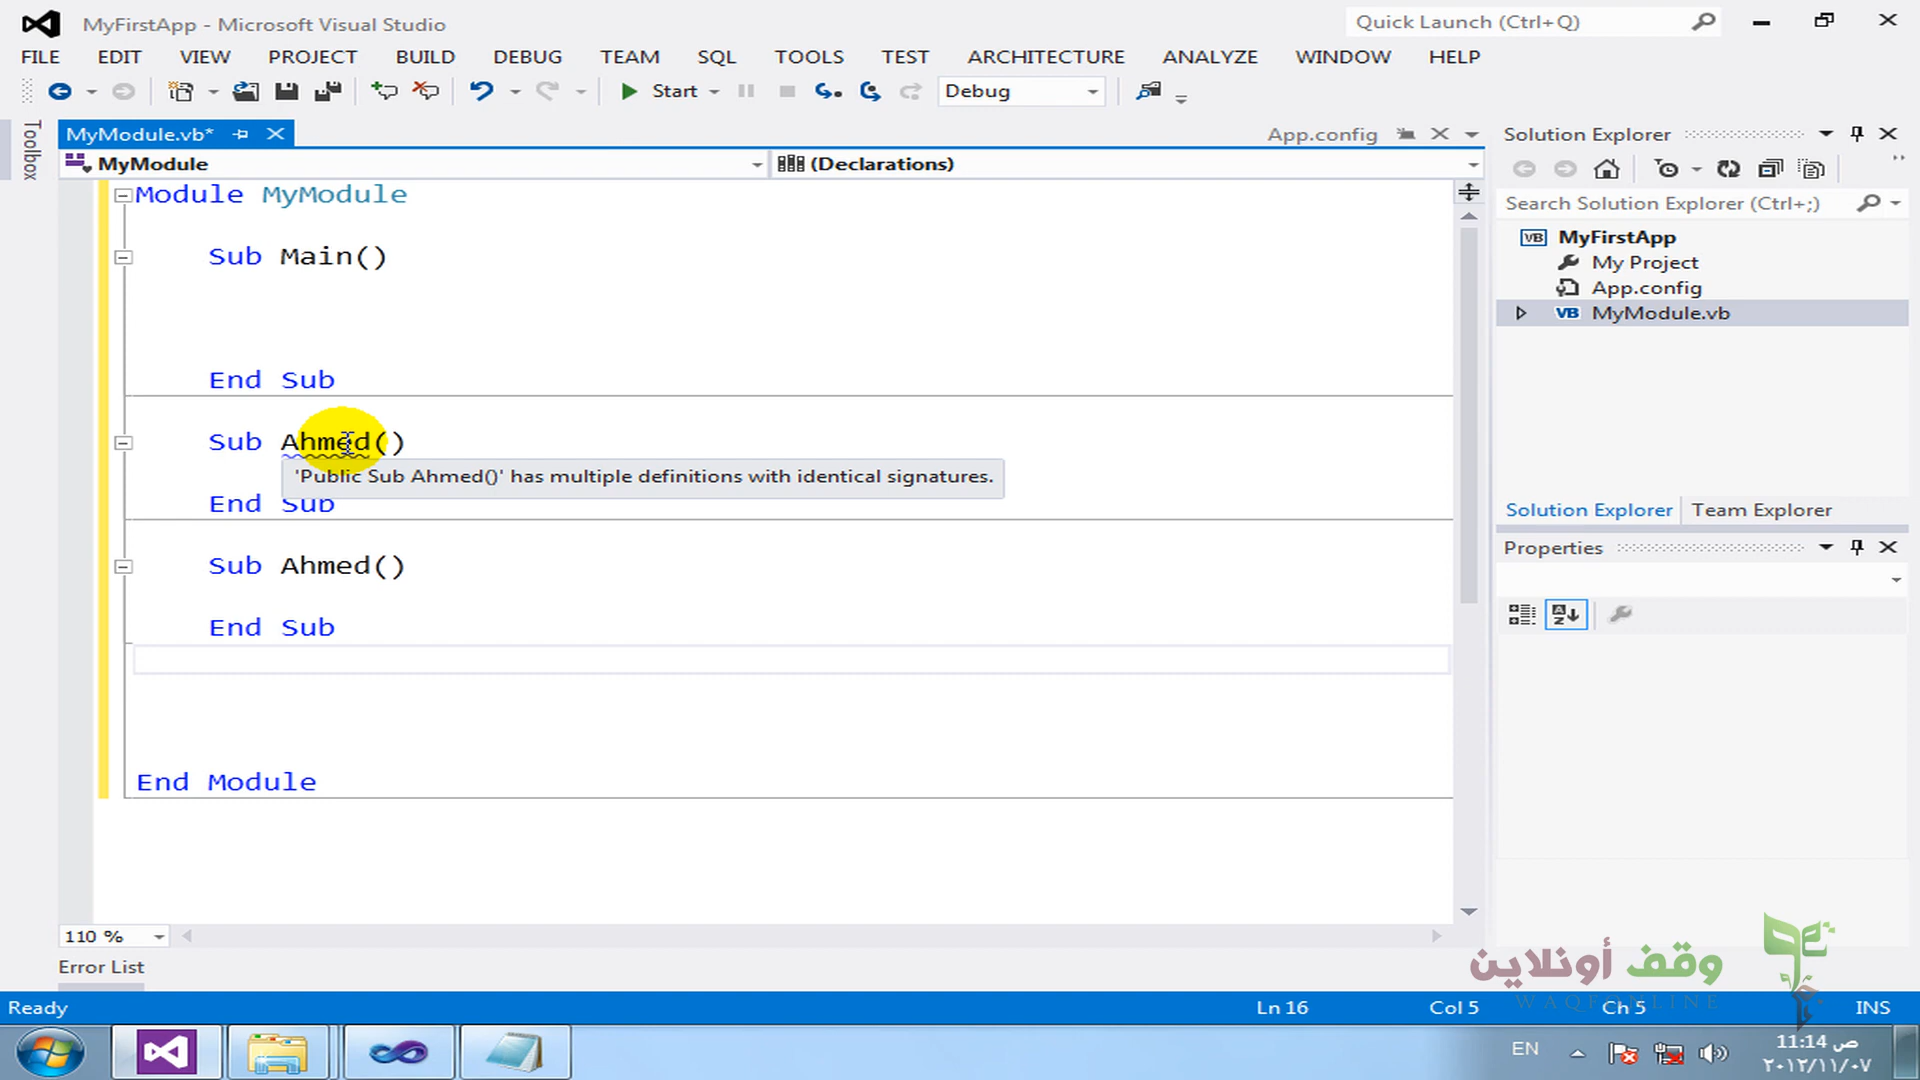 MyFirstApp - Microsoft Visual Studio
Quick Launch (Ctrl+Q)
FILE EDIT VIEW PROJECT BUILD DEBUG TEAM SQL TOOLS TEST ARCHITECTURE ANALYZE WINDOW HELP
Start Debug
Toolbox
MyModule.vb*
App.config
MyModule
(Declarations)
Module MyModule
Sub Main()
End Sub
Sub Ahmed()
'Public Sub Ahmed()' has multiple definitions with identical signatures.
End Sub
Sub Ahmed()
End Sub
End Module
110 %
Error List
Solution Explorer
Search Solution Explorer (Ctrl+;)
MyFirstApp
My Project
App.config
VB MyModule.vb
Solution Explorer Team Explorer
Properties
وقف أونلاين
WAQFONLINE
Ready Ln 16 Col 5 Ch 5 INS
EN
11:14 ص
٢٠١٢/١١/٠٧